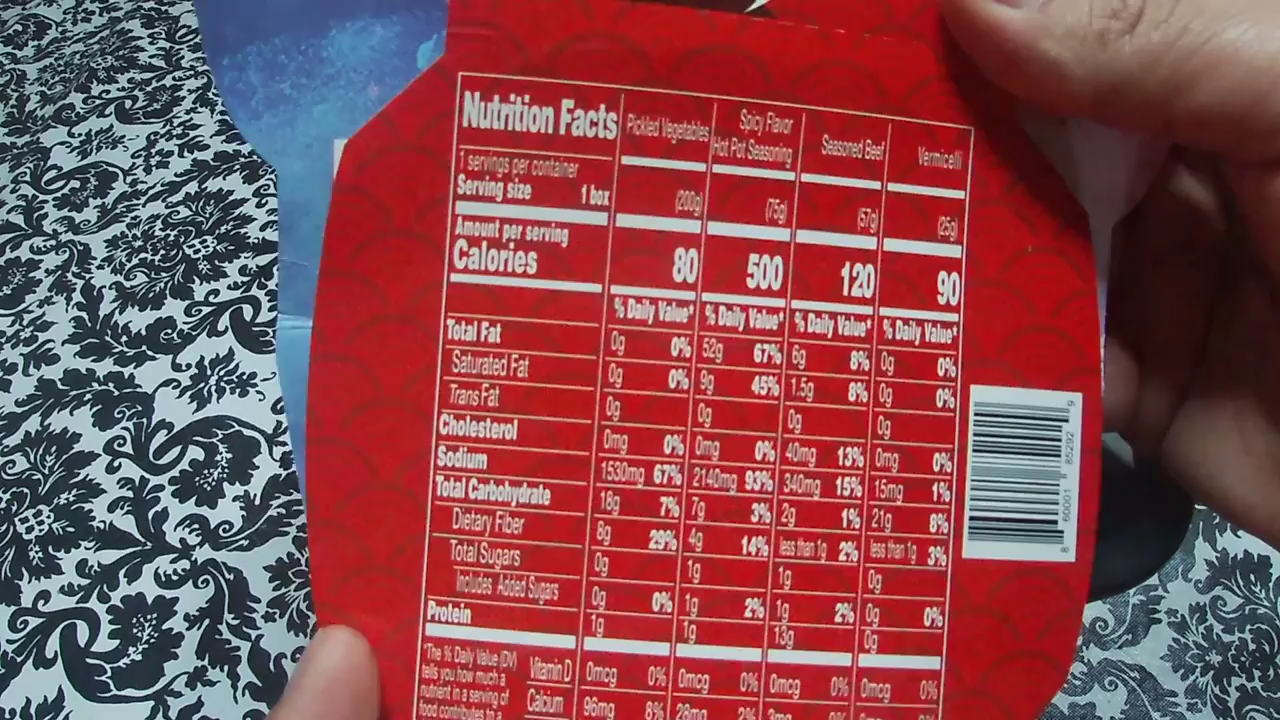 Nutrition Facts Pickled Vegetables Spicy Flavor Hot Pot Seasoning Seasoned Beef Vermicelli
1 servings per container
Serving size 1 box (200g) (75g) (57g) (25g)
Amount per serving
Calories 80 500 120 90
% Daily Value* % Daily Value* % Daily Value* % Daily Value*
Total Fat 0g 0% 52g 67% 6g 8% 0g 0%
Saturated Fat 0g 0% 9g 45% 1.5g 8% 0g 0%
Trans Fat 0g 0g 0g 0g
Cholesterol 0mg 0% 0mg 0% 40mg 13% 0mg 0%
Sodium 1530mg 67% 2140mg 93% 340mg 15% 15mg 1%
Total Carbohydrate 18g 7% 7g 3% 2g 1% 21g 8%
Dietary Fiber 8g 29% 4g 14% less than 1g 2% less than 1g 3%
Total Sugars 0g 1g 1g 0g
Includes Added Sugars 0g 0% 1g 2% 1g 2% 0g 0%
Protein 1g 1g 13g 0g
*The % Daily Value (DV)
tells you how much a
nutrient in a serving of
food contributes to a
Vitamin D 0mcg 0% 0mcg 0% 0mcg 0% 0mcg 0%
Calcium 96mg 8% 28mg 2% 0% 0%
8 60001 85292 9